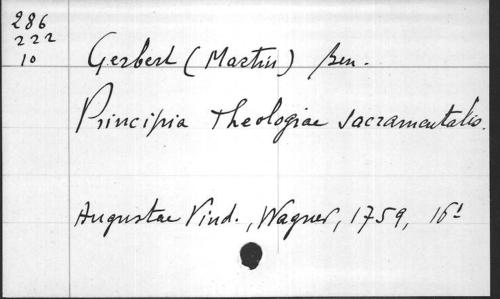 286
222
10
Gerbert (Martin) Ben.
Principia Theologiae sacramentalis.
Augustae Vind., Wagner, 1759, 16°